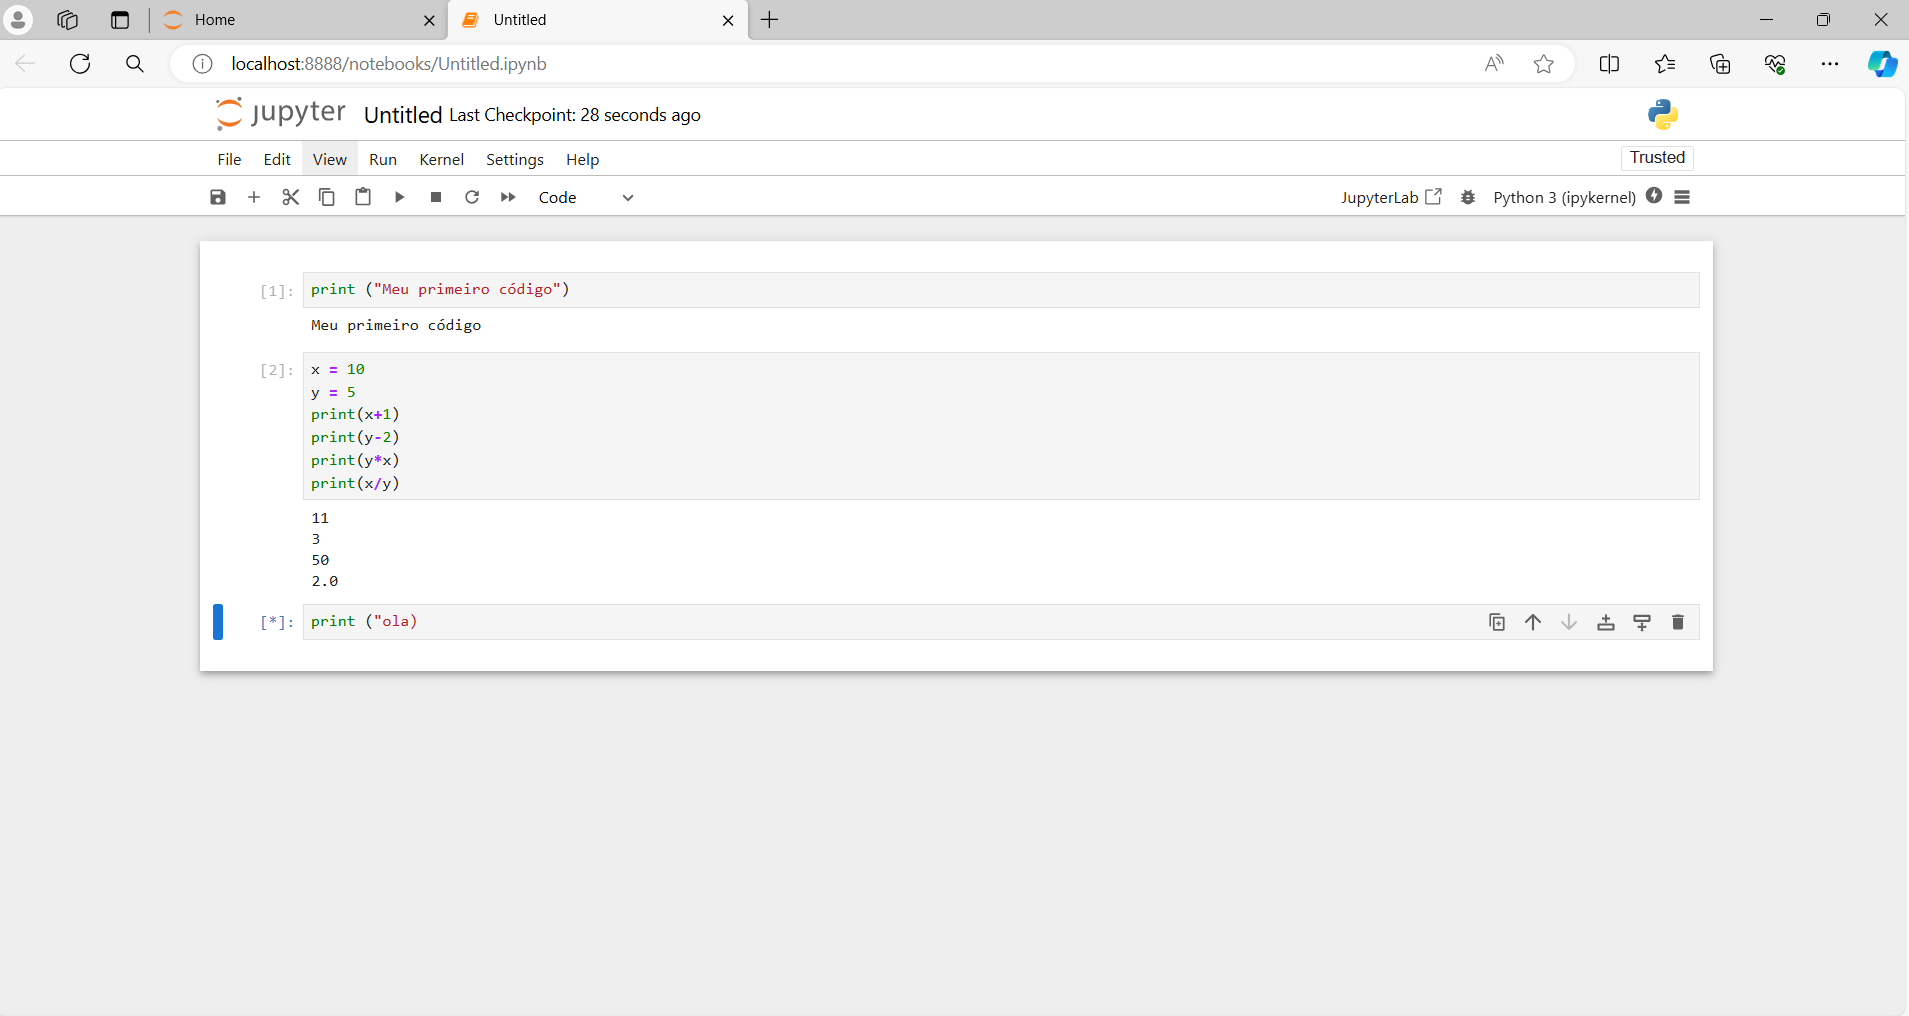 Home
Untitled
localhost:8888/notebooks/Untitled.ipynb
jupyter Untitled Last Checkpoint: 28 seconds ago
File Edit View Run Kernel Settings Help
Trusted
Code
JupyterLab Python 3 (ipykernel)
[1]: print ("Meu primeiro código")
Meu primeiro código
[2]: x = 10
y = 5
print(x+1)
print(y-2)
print(y*x)
print(x/y)
11
3
50
2.0
[*]: print ("ola)